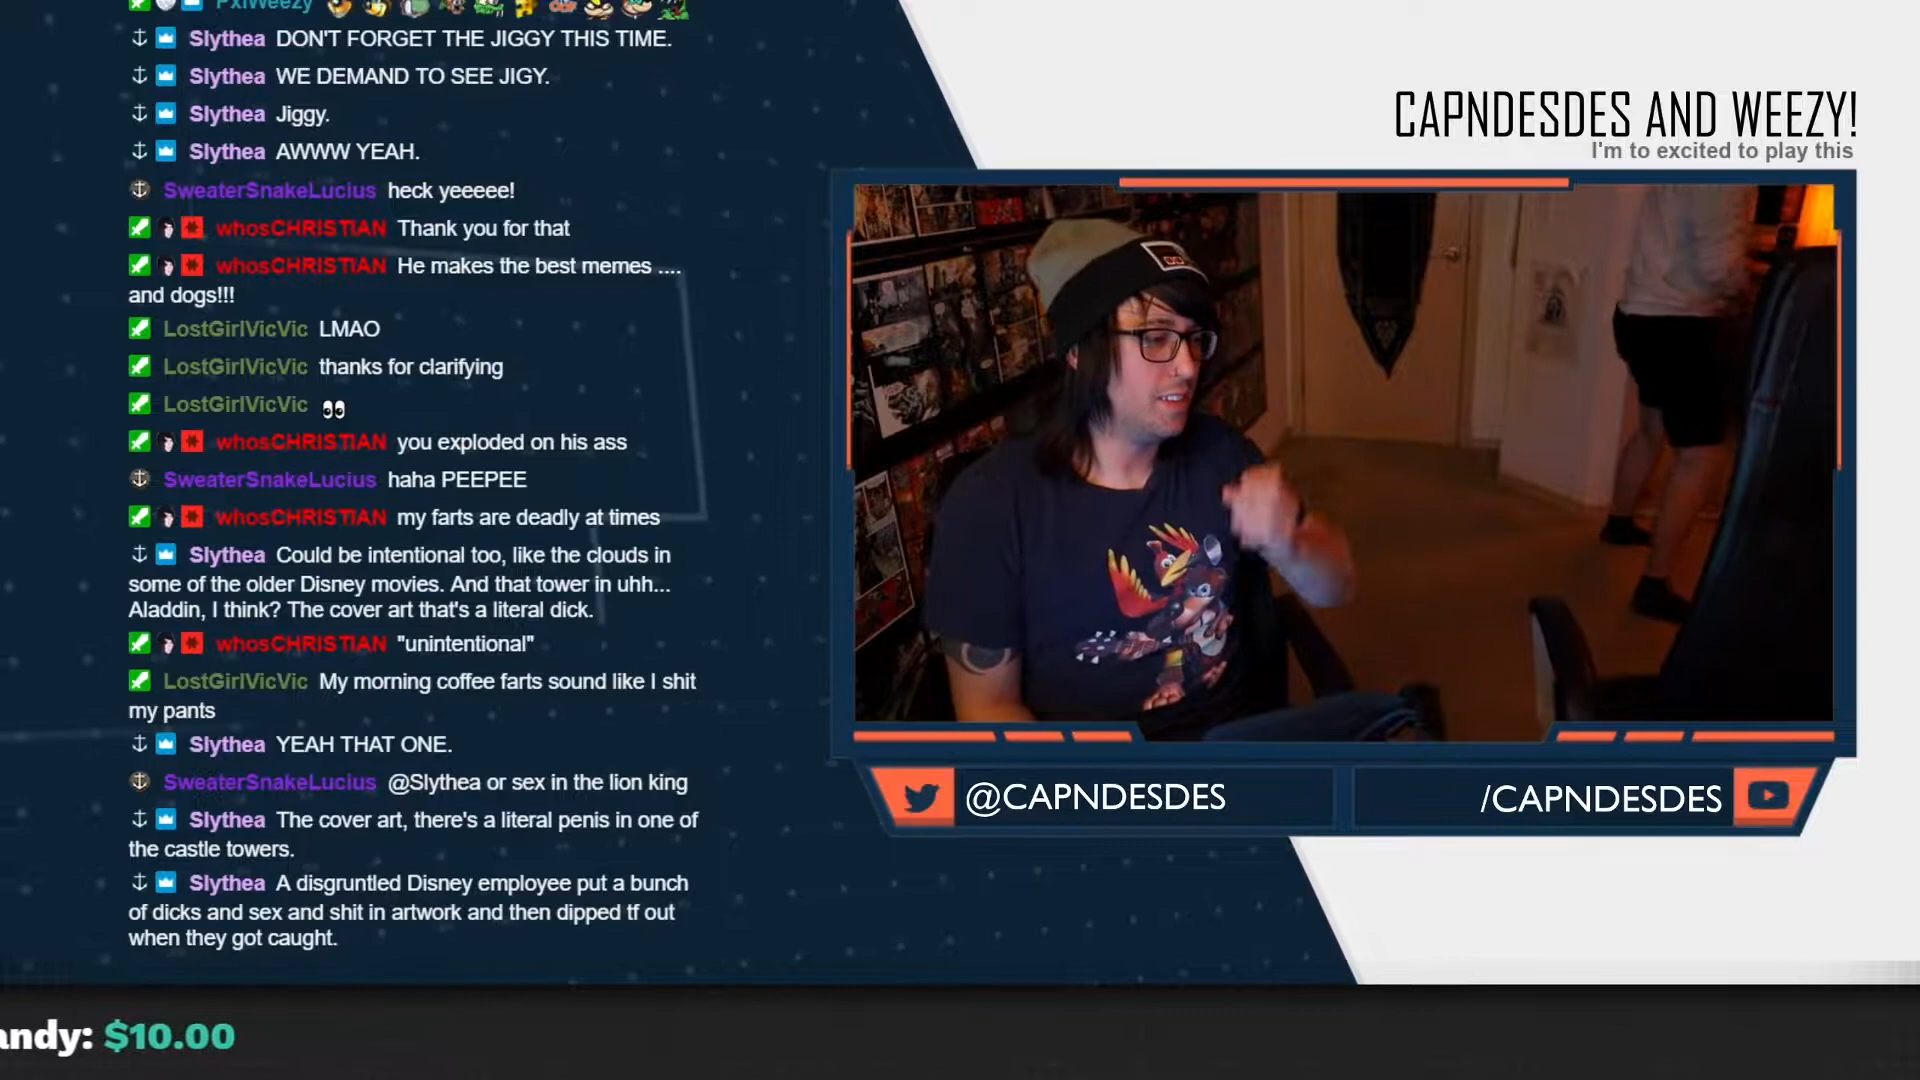 PxlWeezy
Slythea DON'T FORGET THE JIGGY THIS TIME.
Slythea WE DEMAND TO SEE JIGY.
Slythea Jiggy.
Slythea AWWW YEAH.
SweaterSnakeLucius heck yeeeee!
whosCHRISTIAN Thank you for that
whosCHRISTIAN He makes the best memes ....
and dogs!!!
LostGirlVicVic LMAO
LostGirlVicVic thanks for clarifying
LostGirlVicVic 👀
whosCHRISTIAN you exploded on his ass
SweaterSnakeLucius haha PEEPEE
whosCHRISTIAN my farts are deadly at times
Slythea Could be intentional too, like the clouds in
some of the older Disney movies. And that tower in uhh...
Aladdin, I think? The cover art that's a literal dick.
whosCHRISTIAN "unintentional"
LostGirlVicVic My morning coffee farts sound like I shit
my pants
Slythea YEAH THAT ONE.
SweaterSnakeLucius @Slythea or sex in the lion king
Slythea The cover art, there's a literal penis in one of
the castle towers.
Slythea A disgruntled Disney employee put a bunch
of dicks and sex and shit in artwork and then dipped tf out
when they got caught.
CAPNDESDES AND WEEZY!
I'm to excited to play this
@CAPNDESDES
/CAPNDESDES
andy: $10.00